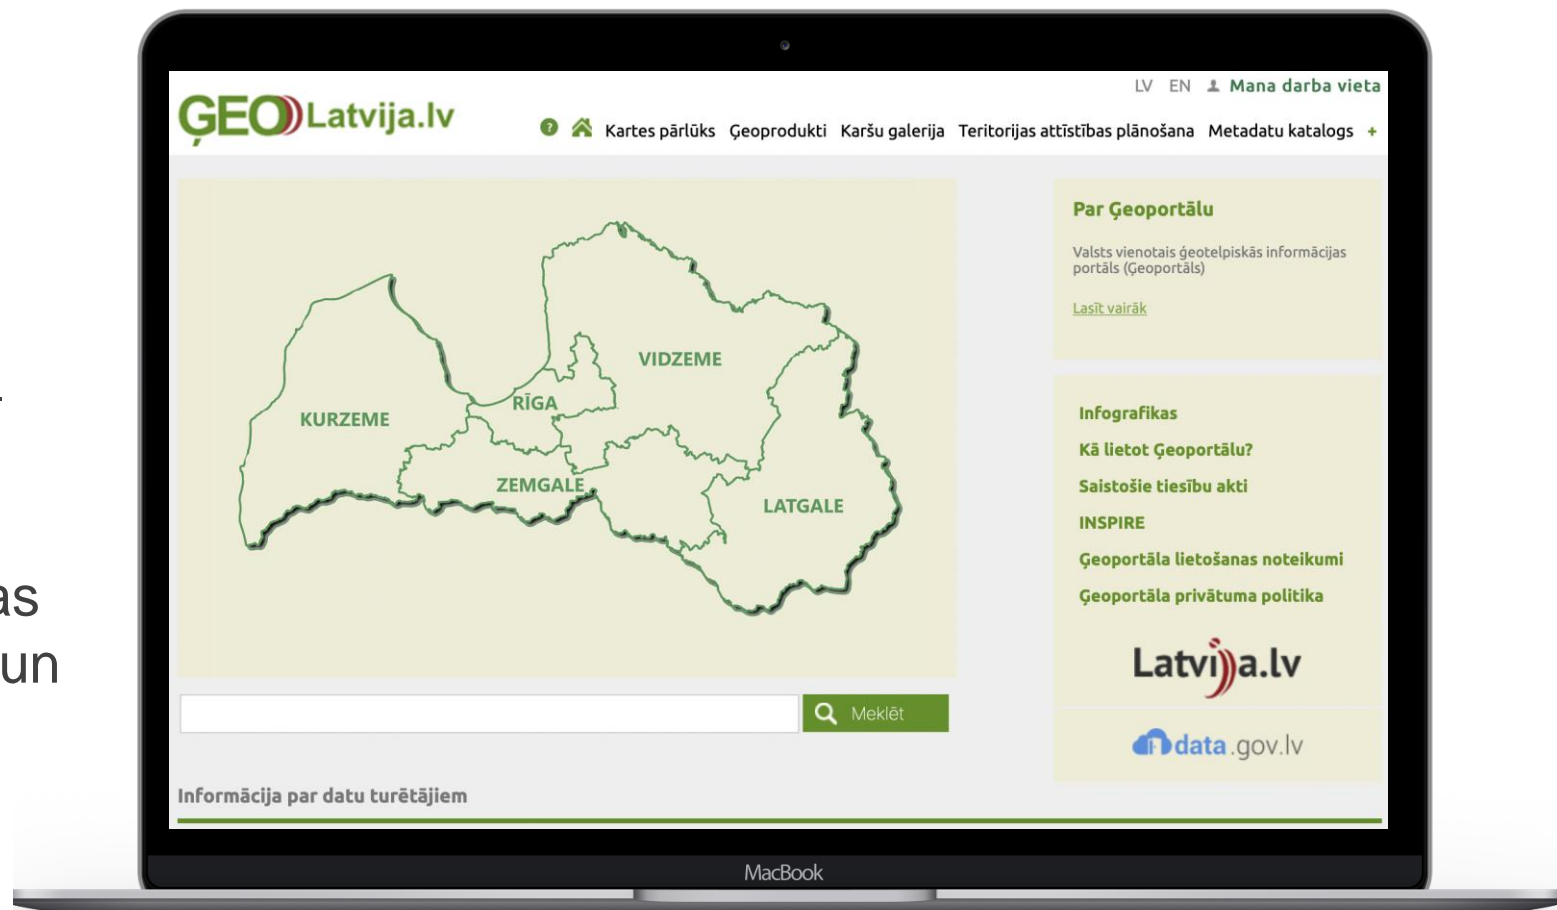 as
un
LV EN Mana darba vieta
ĢEO Latvija.lv
? Kartes pārlūks Ģeoprodukti Karšu galerija Teritorijas attīstības plānošana Metadatu katalogs +
VIDZEME
RĪGA
KURZEME
ZEMGALE
LATGALE
Meklēt
Informācija par datu turētājiem
Par Ģeoportālu
Valsts vienotais ģeotelpiskās informācijas
portāls (Ģeoportāls)
Lasīt vairāk
Infografikas
Kā lietot Ģeoportālu?
Saistošie tiesību akti
INSPIRE
Ģeoportāla lietošanas noteikumi
Ģeoportāla privātuma politika
Latvija.lv
data.gov.lv
MacBook